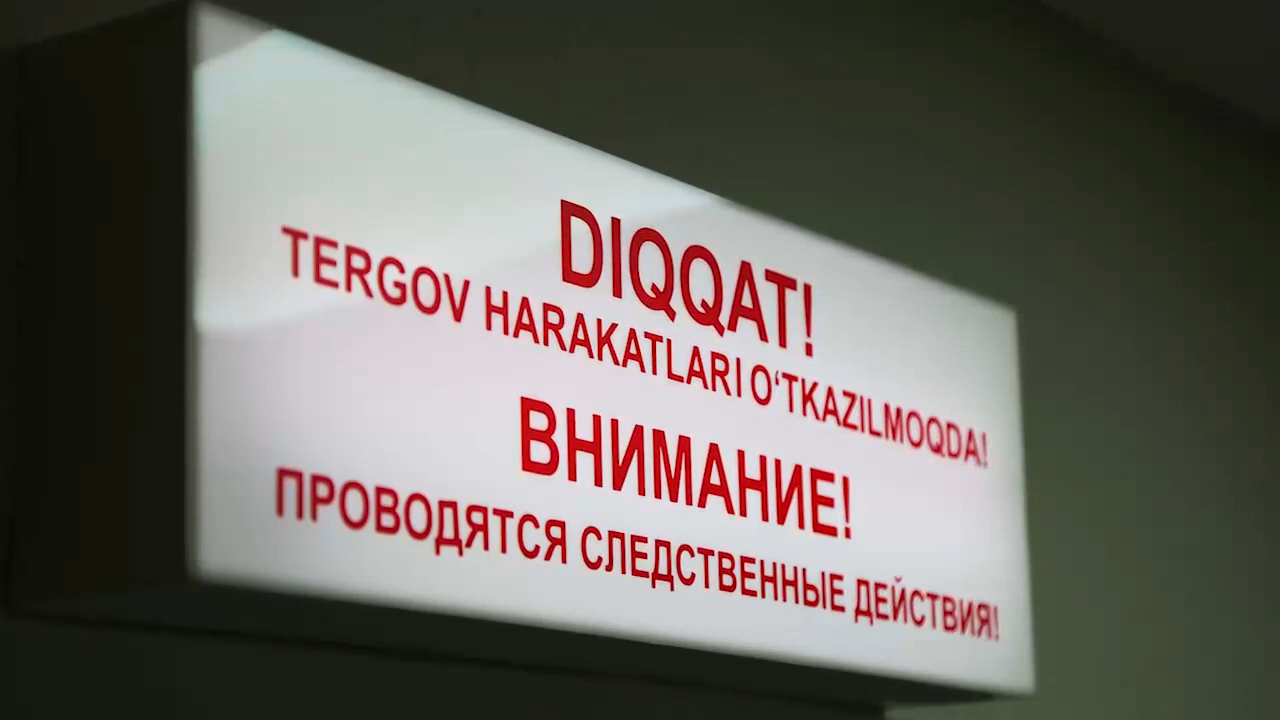 DIQQAT!
TERGOV HARAKATLARI O‘TKAZILMOQDA!
ВНИМАНИЕ!
ПРОВОДЯТСЯ СЛЕДСТВЕННЫЕ ДЕЙСТВИЯ!